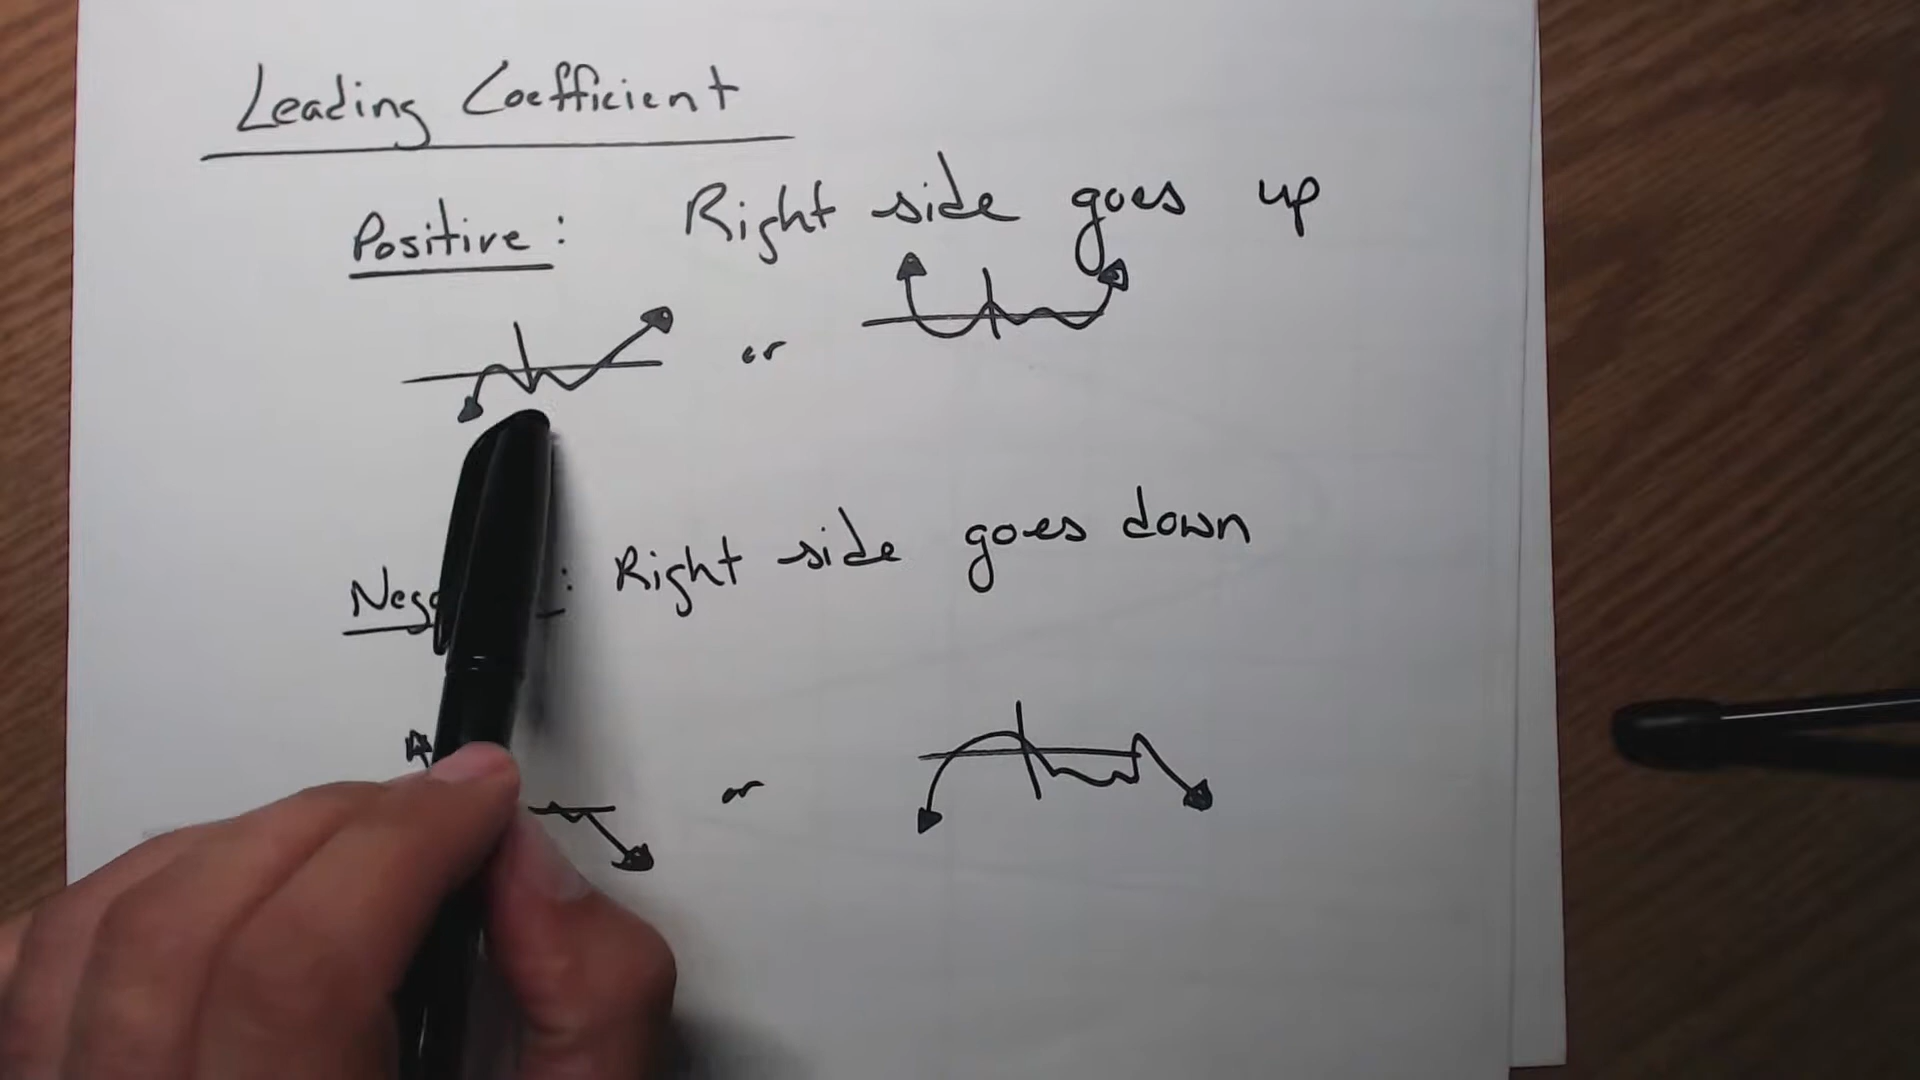 Leading Coefficient
Positive: Right side goes up
or
: Right side goes down
or